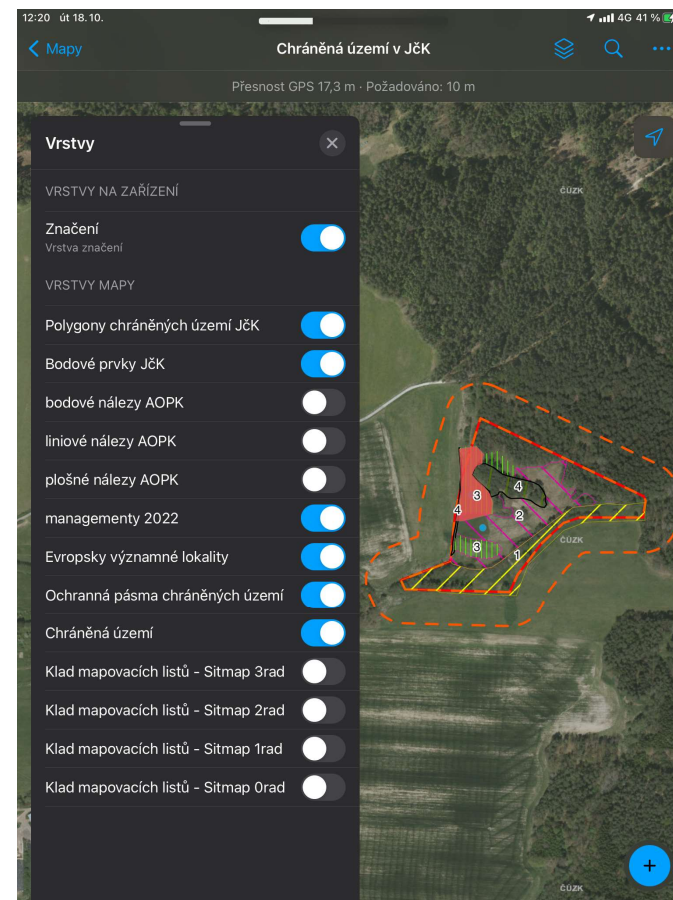 12:20 út 18.10.
4G 41 %
Mapy
Chráněná území v JčK
Přesnost GPS 17,3 m · Požadováno: 10 m
Vrstvy
VRSTVY NA ZAŘÍZENÍ
Značení
Vrstva značení
VRSTVY MAPY
Polygony chráněných území JčK
Bodové prvky JčK
bodové nálezy AOPK
liniové nálezy AOPK
plošné nálezy AOPK
managementy 2022
Evropsky významné lokality
Ochranná pásma chráněných území
Chráněná území
Klad mapovacích listů - Sitmap 3rad
Klad mapovacích listů - Sitmap 2rad
Klad mapovacích listů - Sitmap 1rad
Klad mapovacích listů - Sitmap 0rad
ČÚZK
4
3
4
2
3
1
ČÚZK
+
ČÚZK